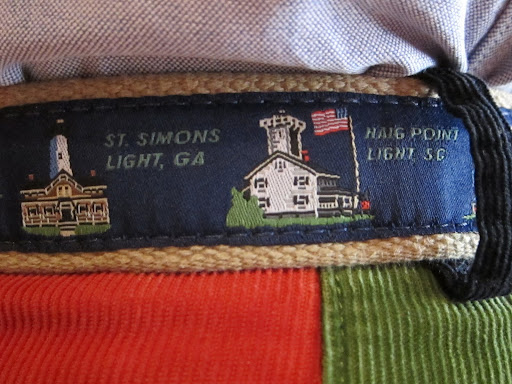 ST. SIMONS
LIGHT, GA
HAIG POINT
LIGHT SC